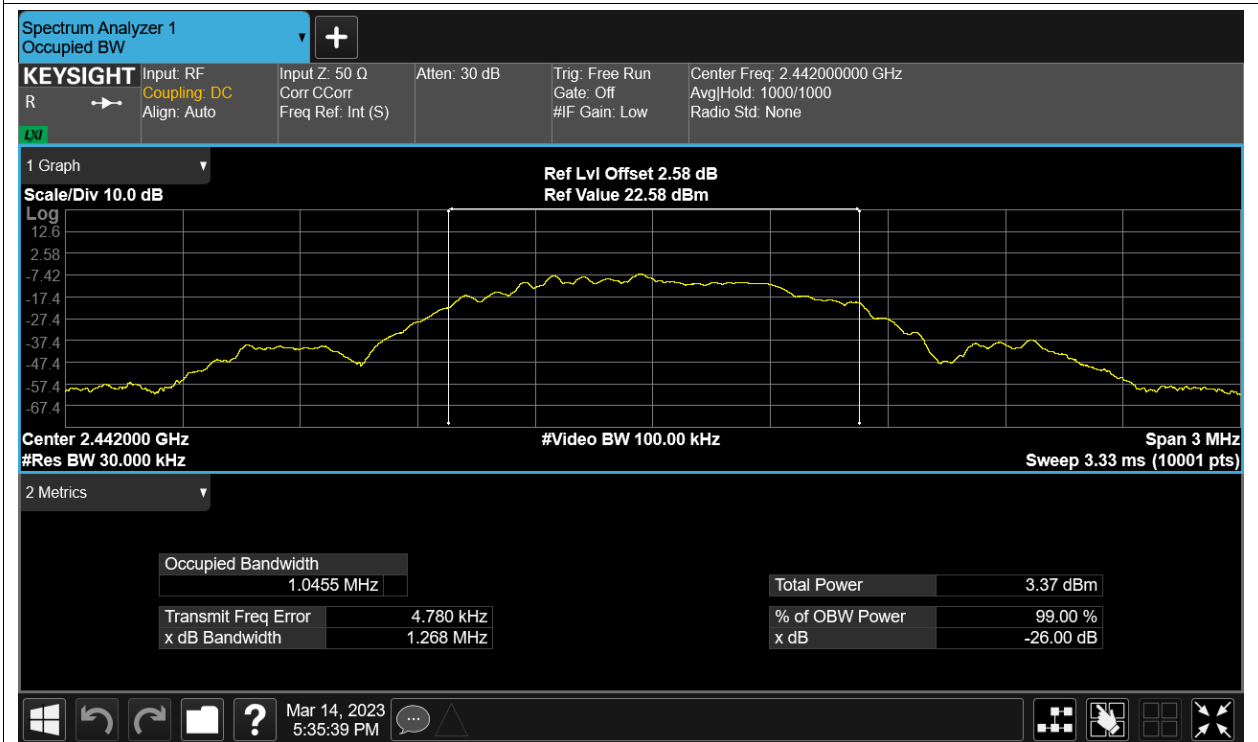 Spectrum Analyzer 1
Occupied BW
KEYSIGHT
R
LXI
Input: RF
Coupling: DC
Align: Auto
Input Z: 50 Ω
Corr CCorr
Freq Ref: Int (S)
Atten: 30 dB
Trig: Free Run
Gate: Off
#IF Gain: Low
Center Freq: 2.442000000 GHz
Avg|Hold: 1000/1000
Radio Std: None
1 Graph
Scale/Div 10.0 dB
Ref Lvl Offset 2.58 dB
Ref Value 22.58 dBm
Log
12.6
2.58
-7.42
-17.4
-27.4
-37.4
-47.4
-57.4
-67.4
Center 2.442000 GHz
#Video BW 100.00 kHz
Span 3 MHz
#Res BW 30.000 kHz
Sweep 3.33 ms (10001 pts)
2 Metrics
Occupied Bandwidth
1.0455 MHz
Total Power 3.37 dBm
Transmit Freq Error 4.780 kHz
% of OBW Power 99.00 %
x dB Bandwidth 1.268 MHz
x dB -26.00 dB
?
Mar 14, 2023
5:35:39 PM